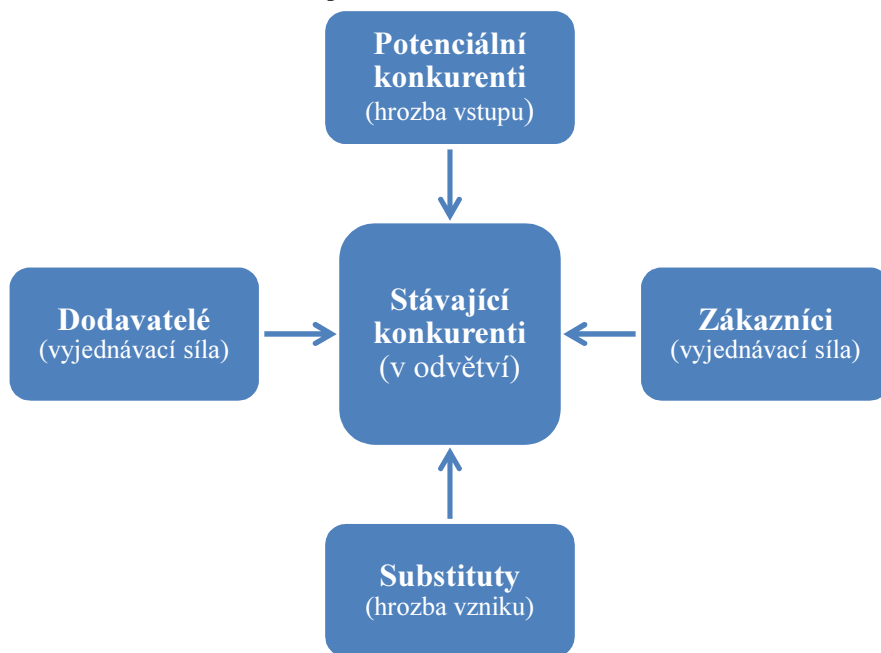 Potenciální
konkurenti
(hrozba vstupu)
Dodavatelé
(vyjednávací síla)
Stávající
konkurenti
(v odvětví)
Zákazníci
(vyjednávací síla)
Substituty
(hrozba vzniku)